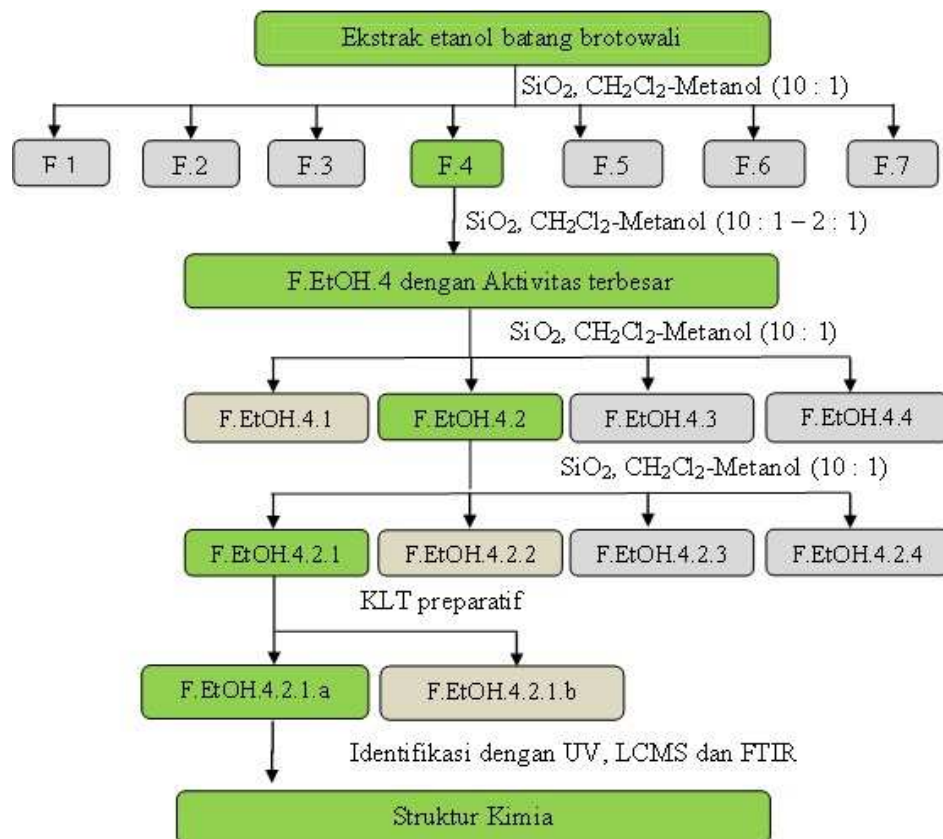 Ekstrak etanol batang brotowali
SiO₂, CH₂Cl₂-Metanol (10 : 1)
F.1
F.2
F.3
F.4
F.5
F.6
F.7
SiO₂, CH₂Cl₂-Metanol (10 : 1 – 2 : 1)
F.EtOH.4 dengan Aktivitas terbesar
SiO₂, CH₂Cl₂-Metanol (10 : 1)
F.EtOH.4.1
F.EtOH.4.2
F.EtOH.4.3
F.EtOH.4.4
SiO₂, CH₂Cl₂-Metanol (10 : 1)
F.EtOH.4.2.1
F.EtOH.4.2.2
F.EtOH.4.2.3
F.EtOH.4.2.4
KLT preparatif
F.EtOH.4.2.1.a
F.EtOH.4.2.1.b
Identifikasi dengan UV, LCMS dan FTIR
Struktur Kimia